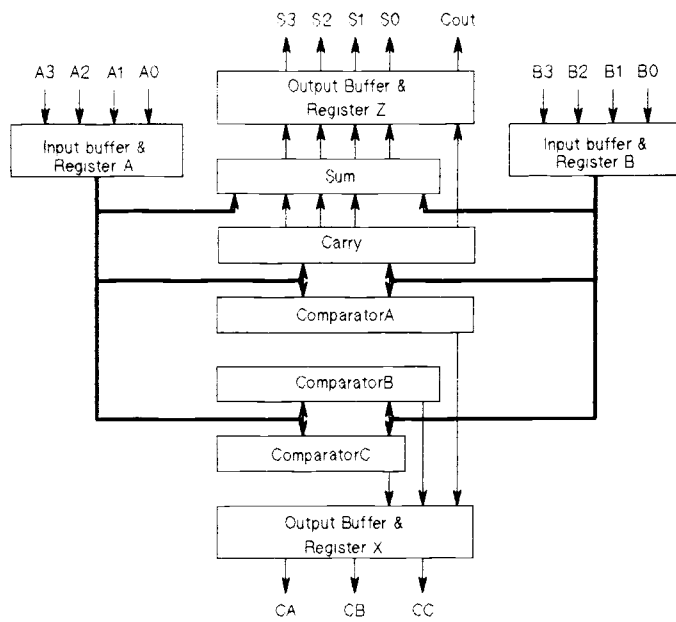 S3 S2 S1 S0 Cout
A3 A2 A1 A0
Output Buffer &
Register Z
B3 B2 B1 B0
Input buffer &
Register A
Input buffer &
Register B
Sum
Carry
ComparatorA
ComparatorB
ComparatorC
Output Buffer &
Register X
CA CB CC